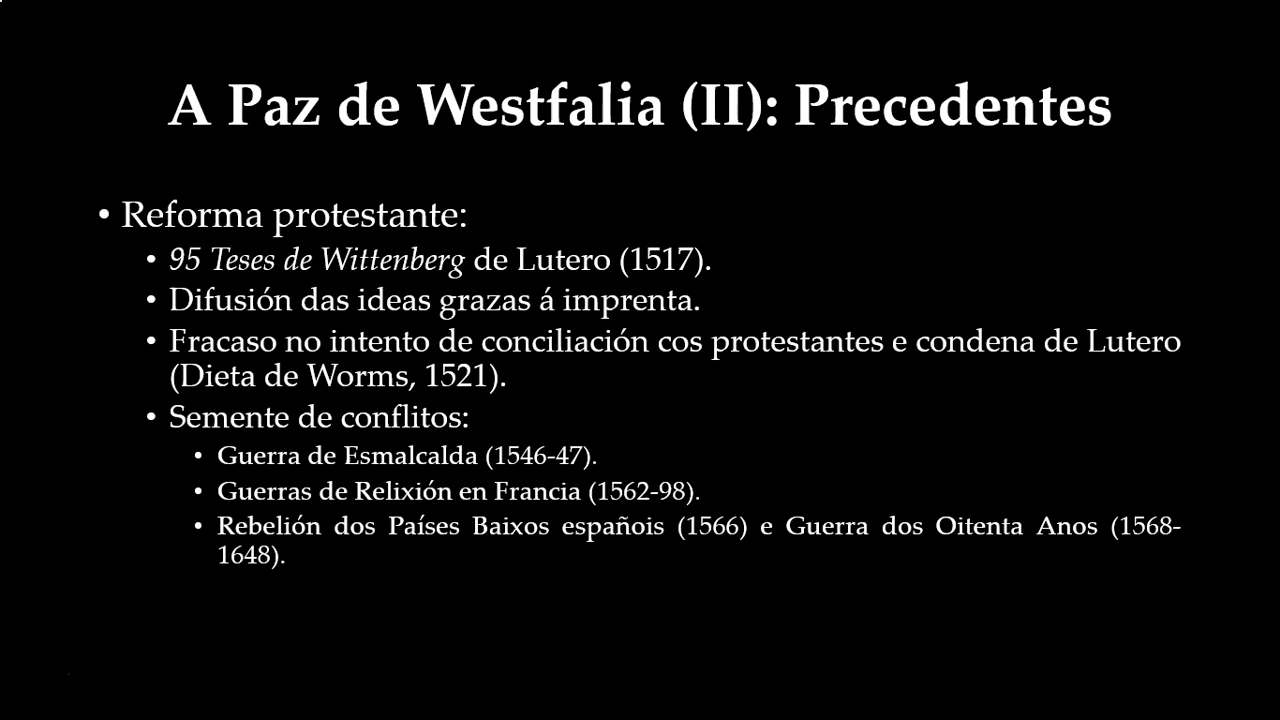 A Paz de Westfalia (II): Precedentes
• Reforma protestante:
• 95 Teses de Wittenberg de Lutero (1517).
• Difusión das ideas grazas á imprenta.
• Fracaso no intento de conciliación cos protestantes e condena de Lutero
(Dieta de Worms, 1521).
• Semente de conflitos:
• Guerra de Esmalcalda (1546-47).
• Guerras de Relixión en Francia (1562-98).
• Rebelión dos Países Baixos españois (1566) e Guerra dos Oitenta Anos (1568-
1648).